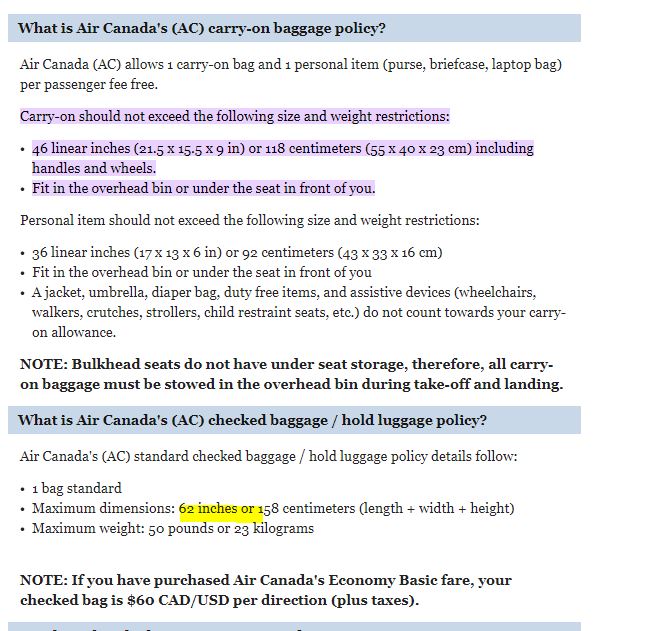 What is Air Canada's (AC) carry-on baggage policy?
Air Canada (AC) allows 1 carry-on bag and 1 personal item (purse, briefcase, laptop bag)
per passenger fee free.
Carry-on should not exceed the following size and weight restrictions:
• 46 linear inches (21.5 x 15.5 x 9 in) or 118 centimeters (55 x 40 x 23 cm) including
handles and wheels.
• Fit in the overhead bin or under the seat in front of you.
Personal item should not exceed the following size and weight restrictions:
• 36 linear inches (17 x 13 x 6 in) or 92 centimeters (43 x 33 x 16 cm)
• Fit in the overhead bin or under the seat in front of you
• A jacket, umbrella, diaper bag, duty free items, and assistive devices (wheelchairs,
walkers, crutches, strollers, child restraint seats, etc.) do not count towards your carry-
on allowance.
NOTE: Bulkhead seats do not have under seat storage, therefore, all carry-
on baggage must be stowed in the overhead bin during take-off and landing.
What is Air Canada's (AC) checked baggage / hold luggage policy?
Air Canada's (AC) standard checked baggage / hold luggage policy details follow:
• 1 bag standard
• Maximum dimensions: 62 inches or 158 centimeters (length + width + height)
• Maximum weight: 50 pounds or 23 kilograms
NOTE: If you have purchased Air Canada's Economy Basic fare, your
checked bag is $60 CAD/USD per direction (plus taxes).